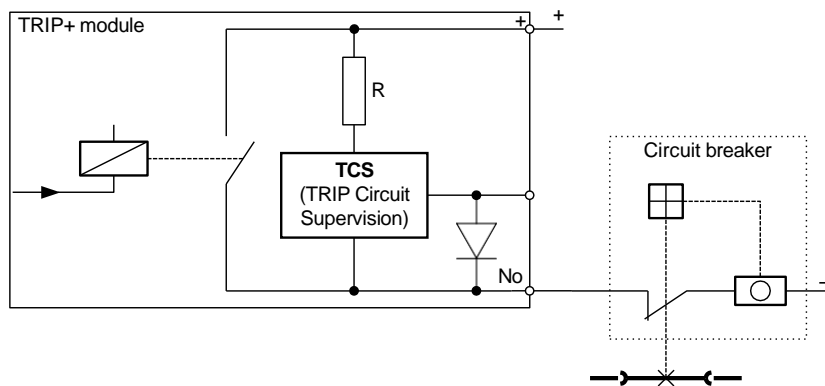 TRIP+ module
+
+
R
TCS
(TRIP Circuit
Supervision)
No
Circuit breaker
-